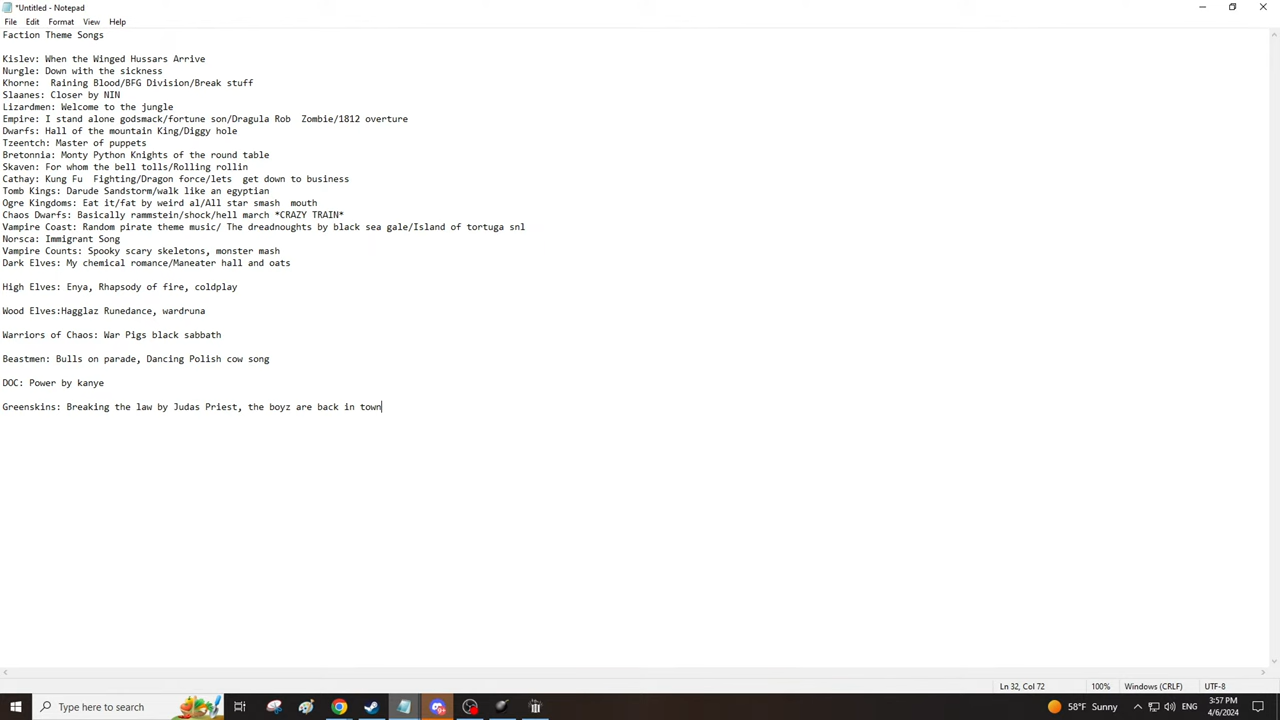 *Untitled - Notepad
File Edit Format View Help
Faction Theme Songs
Kislev: When the Winged Hussars Arrive
Nurgle: Down with the sickness
Khorne:  Raining Blood/BFG Division/Break stuff
Slaanes: Closer by NIN
Lizardmen: Welcome to the jungle
Empire: I stand alone godsmack/fortune son/Dragula Rob  Zombie/1812 overture
Dwarfs: Hall of the mountain King/Diggy hole
Tzeentch: Master of puppets
Bretonnia: Monty Python Knights of the round table
Skaven: For whom the bell tolls/Rolling rollin
Cathay: Kung Fu  Fighting/Dragon force/lets  get down to business
Tomb Kings: Darude Sandstorm/walk like an egyptian
Ogre Kingdoms: Eat it/fat by weird al/All star smash  mouth
Chaos Dwarfs: Basically rammstein/shock/hell march *CRAZY TRAIN*
Vampire Coast: Random pirate theme music/ The dreadnoughts by black sea gale/Island of tortuga snl
Norsca: Immigrant Song
Vampire Counts: Spooky scary skeletons, monster mash
Dark Elves: My chemical romance/Maneater hall and oats
High Elves: Enya, Rhapsody of fire, coldplay
Wood Elves:Hagglaz Runedance, wardruna
Warriors of Chaos: War Pigs black sabbath
Beastmen: Bulls on parade, Dancing Polish cow song
DOC: Power by kanye
Greenskins: Breaking the law by Judas Priest, the boyz are back in town
Ln 32, Col 72 100% Windows (CRLF) UTF-8
Type here to search 58°F Sunny ENG 3:57 PM
4/6/2024